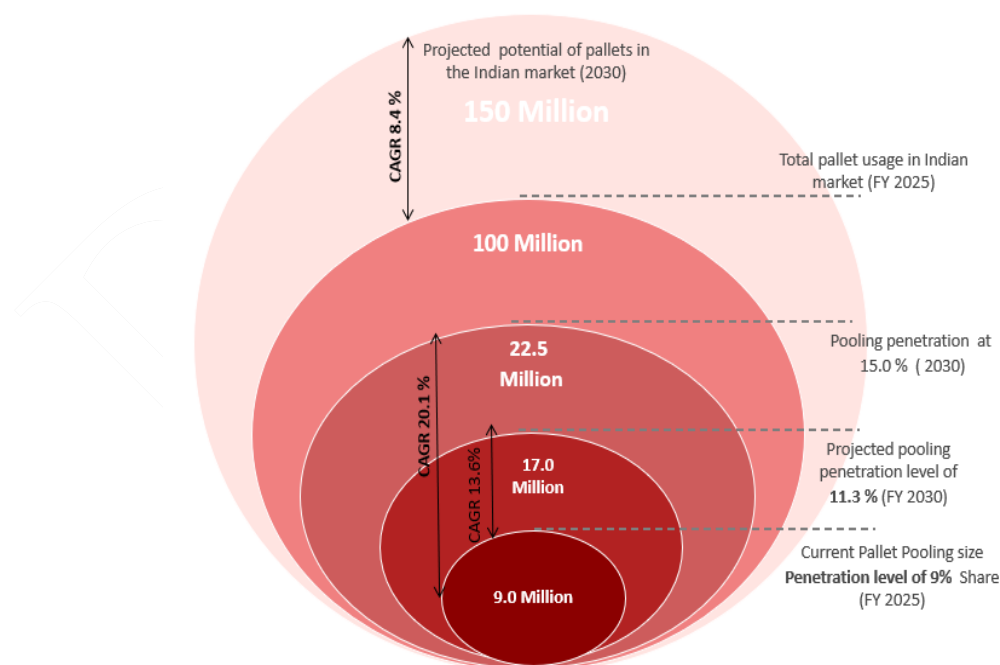 Projected potential of pallets in
the Indian market (2030)
150 Million
CAGR 8.4 %
Total pallet usage in Indian
market (FY 2025)
100 Million
Pooling penetration at
15.0 % ( 2030)
22.5
Million
CAGR 20.1 %
Projected pooling
penetration level of
11.3 % (FY 2030)
17.0
Million
CAGR 13.6%
Current Pallet Pooling size
Penetration level of 9% Share
(FY 2025)
9.0 Million